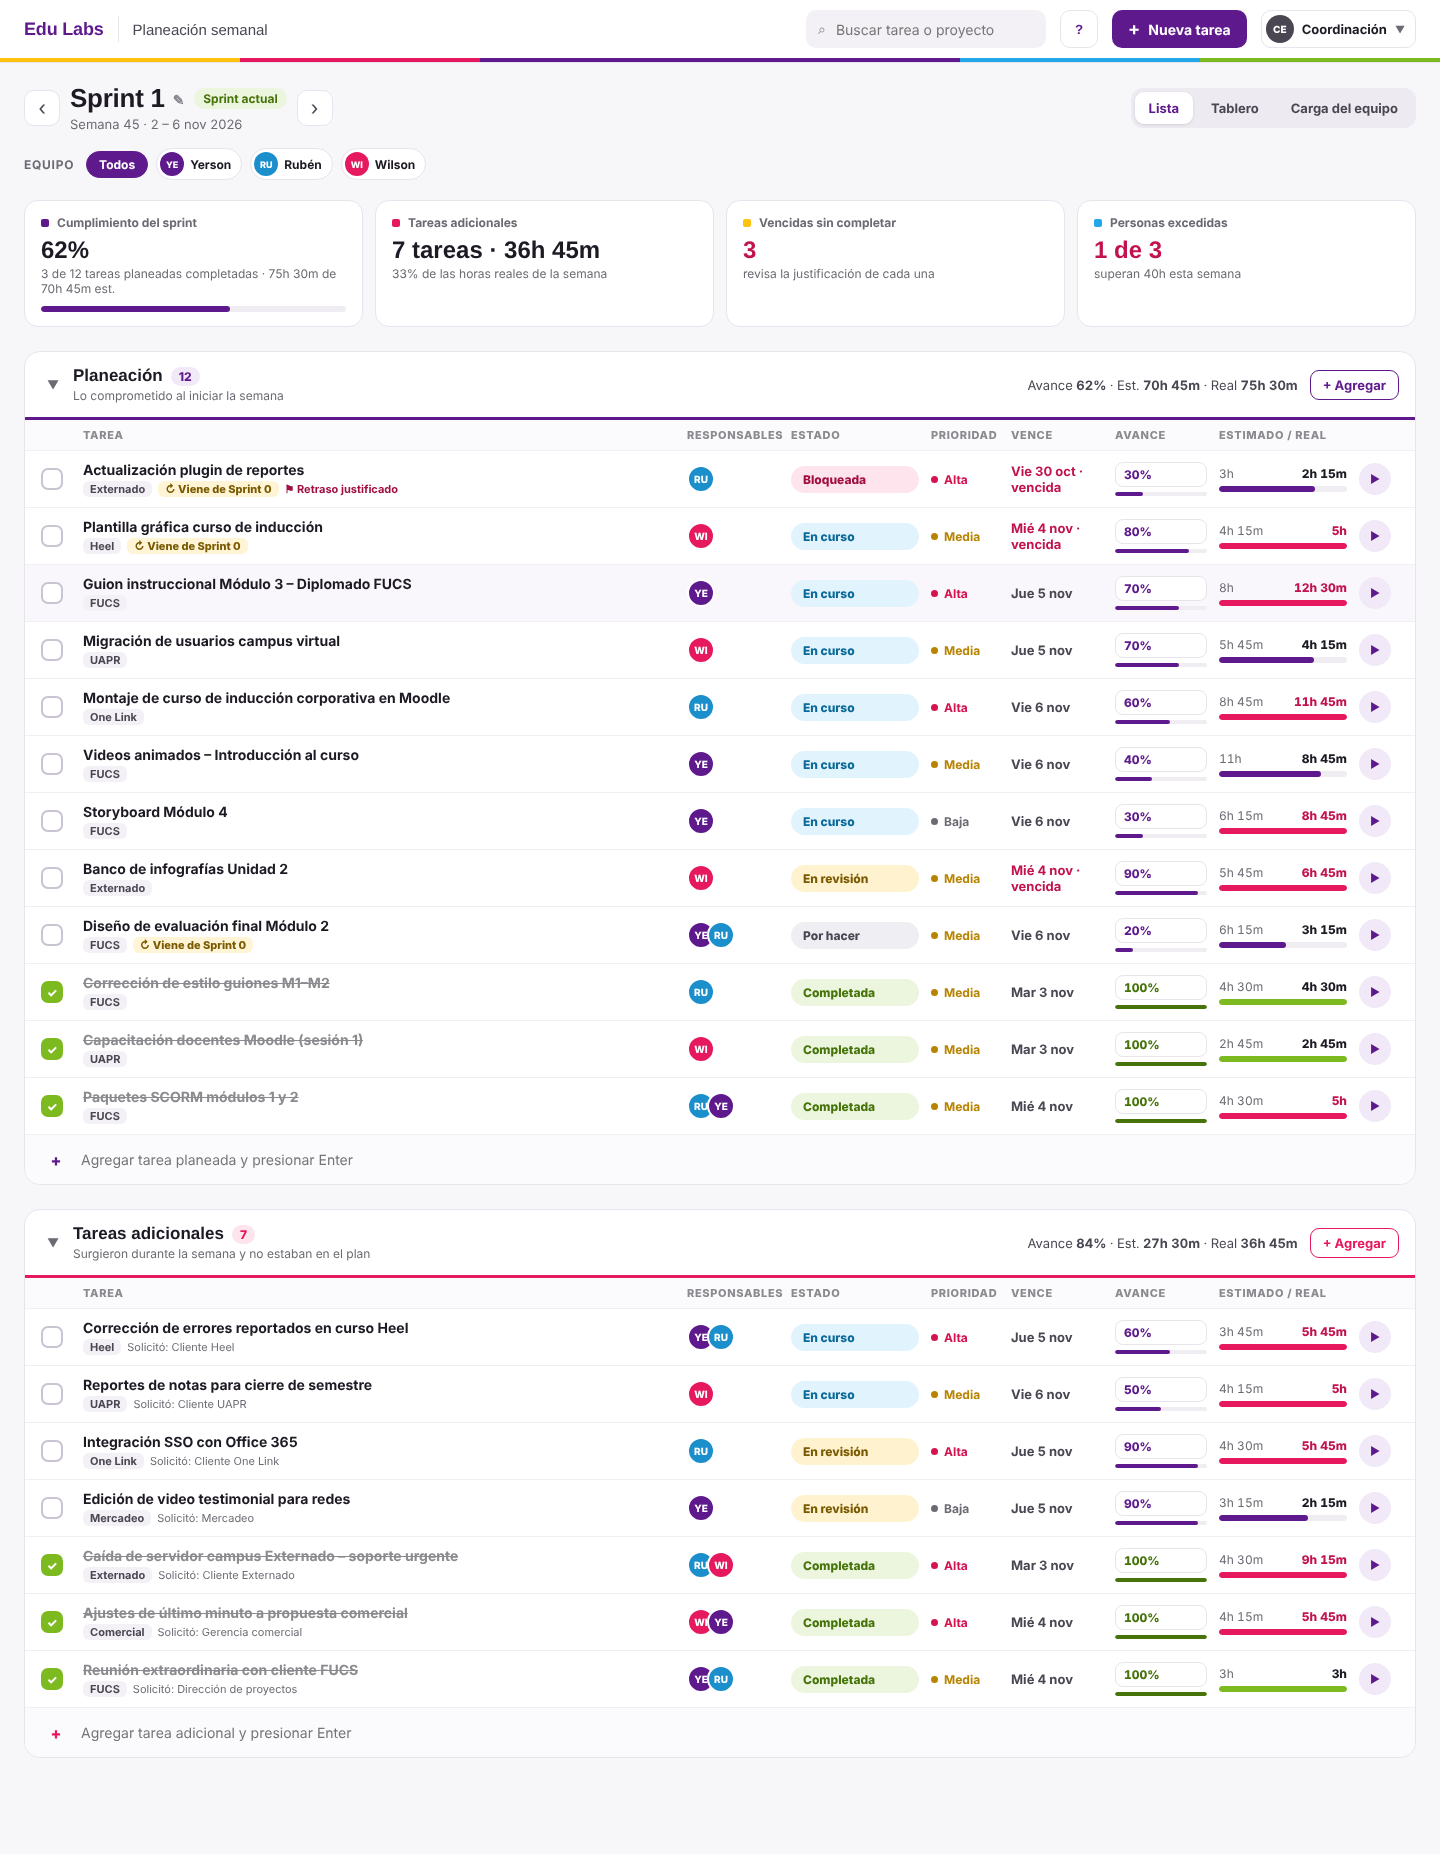 Edu Labs
Planeación semanal
Buscar tarea o proyecto
?
+ Nueva tarea
CE Coordinación ▼
‹
Sprint 1 ✎ Sprint actual
Semana 45 · 2 – 6 nov 2026
›
Lista Tablero Carga del equipo
EQUIPO Todos YE Yerson RU Rubén WI Wilson
Cumplimiento del sprint
62%
3 de 12 tareas planeadas completadas · 75h 30m de
70h 45m est.
Tareas adicionales
7 tareas · 36h 45m
33% de las horas reales de la semana
Vencidas sin completar
3
revisa la justificación de cada una
Personas excedidas
1 de 3
superan 40h esta semana
▼ Planeación 12
Lo comprometido al iniciar la semana
Avance 62% · Est. 70h 45m · Real 75h 30m + Agregar
TAREA RESPONSABLES ESTADO PRIORIDAD VENCE AVANCE ESTIMADO / REAL
Actualización plugin de reportes
Externado ↻ Viene de Sprint 0 ⚑ Retraso justificado
RU Bloqueada Alta
Vie 30 oct ·
vencida
30% 3h 2h 15m
Plantilla gráfica curso de inducción
Heel ↻ Viene de Sprint 0
WI En curso Media
Mié 4 nov ·
vencida
80% 4h 15m 5h
Guion instruccional Módulo 3 – Diplomado FUCS
FUCS
YE En curso Alta Jue 5 nov 70% 8h 12h 30m
Migración de usuarios campus virtual
UAPR
WI En curso Media Jue 5 nov 70% 5h 45m 4h 15m
Montaje de curso de inducción corporativa en Moodle
One Link
RU En curso Alta Vie 6 nov 60% 8h 45m 11h 45m
Videos animados – Introducción al curso
FUCS
YE En curso Media Vie 6 nov 40% 11h 8h 45m
Storyboard Módulo 4
FUCS
YE En curso Baja Vie 6 nov 30% 6h 15m 8h 45m
Banco de infografías Unidad 2
Externado
WI En revisión Media
Mié 4 nov ·
vencida
90% 5h 45m 6h 45m
Diseño de evaluación final Módulo 2
FUCS ↻ Viene de Sprint 0
YE RU Por hacer Media Vie 6 nov 20% 6h 15m 3h 15m
Corrección de estilo guiones M1–M2
FUCS
RU Completada Media Mar 3 nov 100% 4h 30m 4h 30m
Capacitación docentes Moodle (sesión 1)
UAPR
WI Completada Media Mar 3 nov 100% 2h 45m 2h 45m
Paquetes SCORM módulos 1 y 2
FUCS
RU YE Completada Media Mié 4 nov 100% 4h 30m 5h
+ Agregar tarea planeada y presionar Enter
▼ Tareas adicionales 7
Surgieron durante la semana y no estaban en el plan
Avance 84% · Est. 27h 30m · Real 36h 45m + Agregar
TAREA RESPONSABLES ESTADO PRIORIDAD VENCE AVANCE ESTIMADO / REAL
Corrección de errores reportados en curso Heel
Heel Solicitó: Cliente Heel
YE RU En curso Alta Jue 5 nov 60% 3h 45m 5h 45m
Reportes de notas para cierre de semestre
UAPR Solicitó: Cliente UAPR
WI En curso Media Vie 6 nov 50% 4h 15m 5h
Integración SSO con Office 365
One Link Solicitó: Cliente One Link
RU En revisión Alta Jue 5 nov 90% 4h 30m 5h 45m
Edición de video testimonial para redes
Mercadeo Solicitó: Mercadeo
YE En revisión Baja Jue 5 nov 90% 3h 15m 2h 15m
Caída de servidor campus Externado – soporte urgente
Externado Solicitó: Cliente Externado
RU WI Completada Alta Mar 3 nov 100% 4h 30m 9h 15m
Ajustes de último minuto a propuesta comercial
Comercial Solicitó: Gerencia comercial
WI YE Completada Alta Mié 4 nov 100% 4h 15m 5h 45m
Reunión extraordinaria con cliente FUCS
FUCS Solicitó: Dirección de proyectos
YE RU Completada Media Mié 4 nov 100% 3h 3h
+ Agregar tarea adicional y presionar Enter